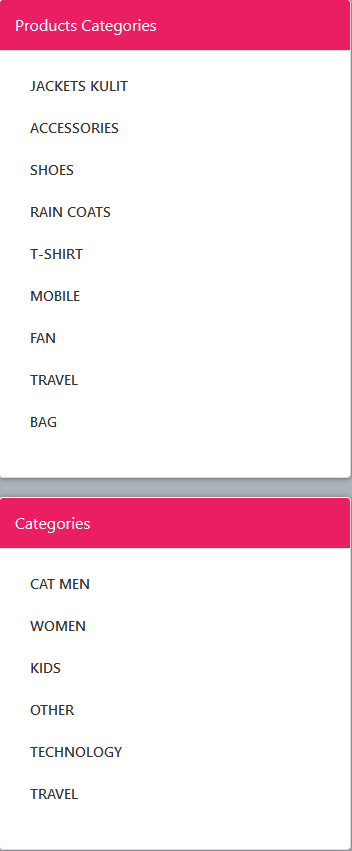 Products Categories
JACKETS KULIT
ACCESSORIES
SHOES
RAIN COATS
T-SHIRT
MOBILE
FAN
TRAVEL
BAG
Categories
CAT MEN
WOMEN
KIDS
OTHER
TECHNOLOGY
TRAVEL